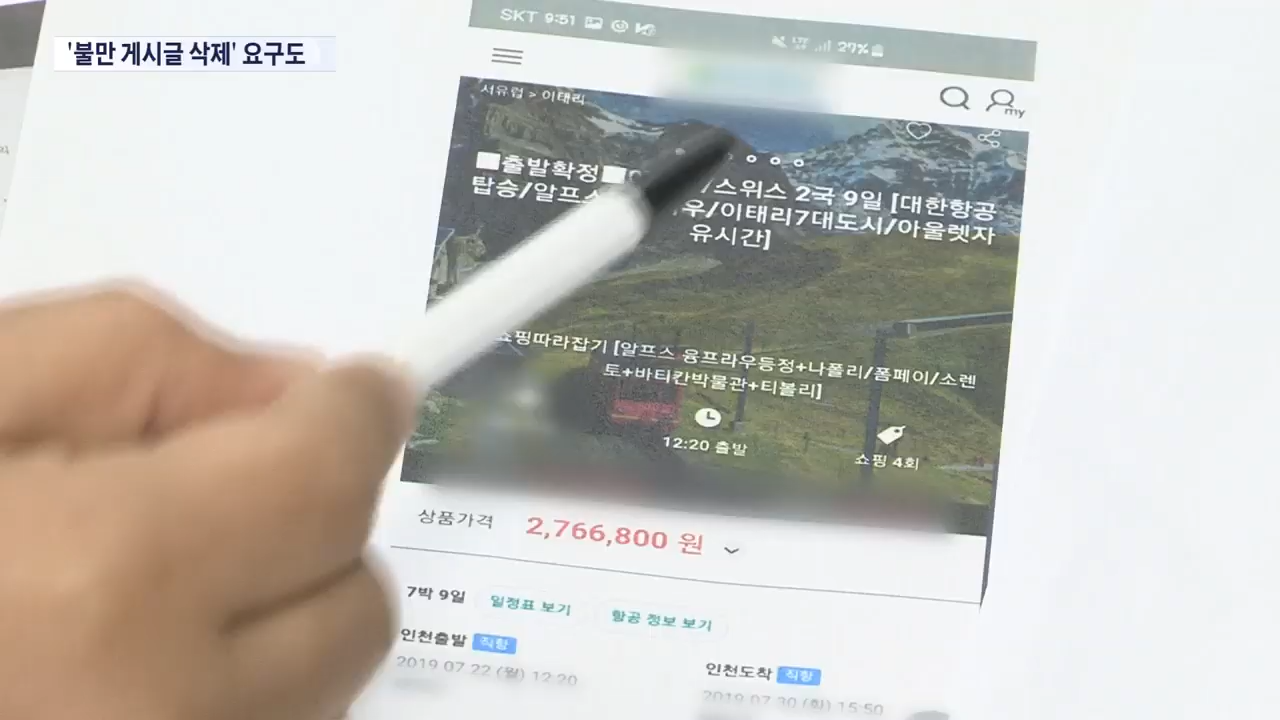 '불만 게시글 삭제' 요구도
SKT 9:51
27%
서유럽 > 이태리
my
■출발확정■ /스위스 2국 9일 [대한항공
탑승/알프스 우/이태리7대도시/아울렛자
유시간]
쇼핑따라잡기 [알프스 융프라우등정+나폴리/폼페이/소렌
토+바티칸박물관+티볼리]
12:20 출발
쇼핑 4회
상품가격 2,766,800 원
7박 9일 일정표 보기 항공 정보 보기
인천출발 직항
2019 07 22 (월) 12:20
인천도착 직항
2019 07 30 (화) 15:50